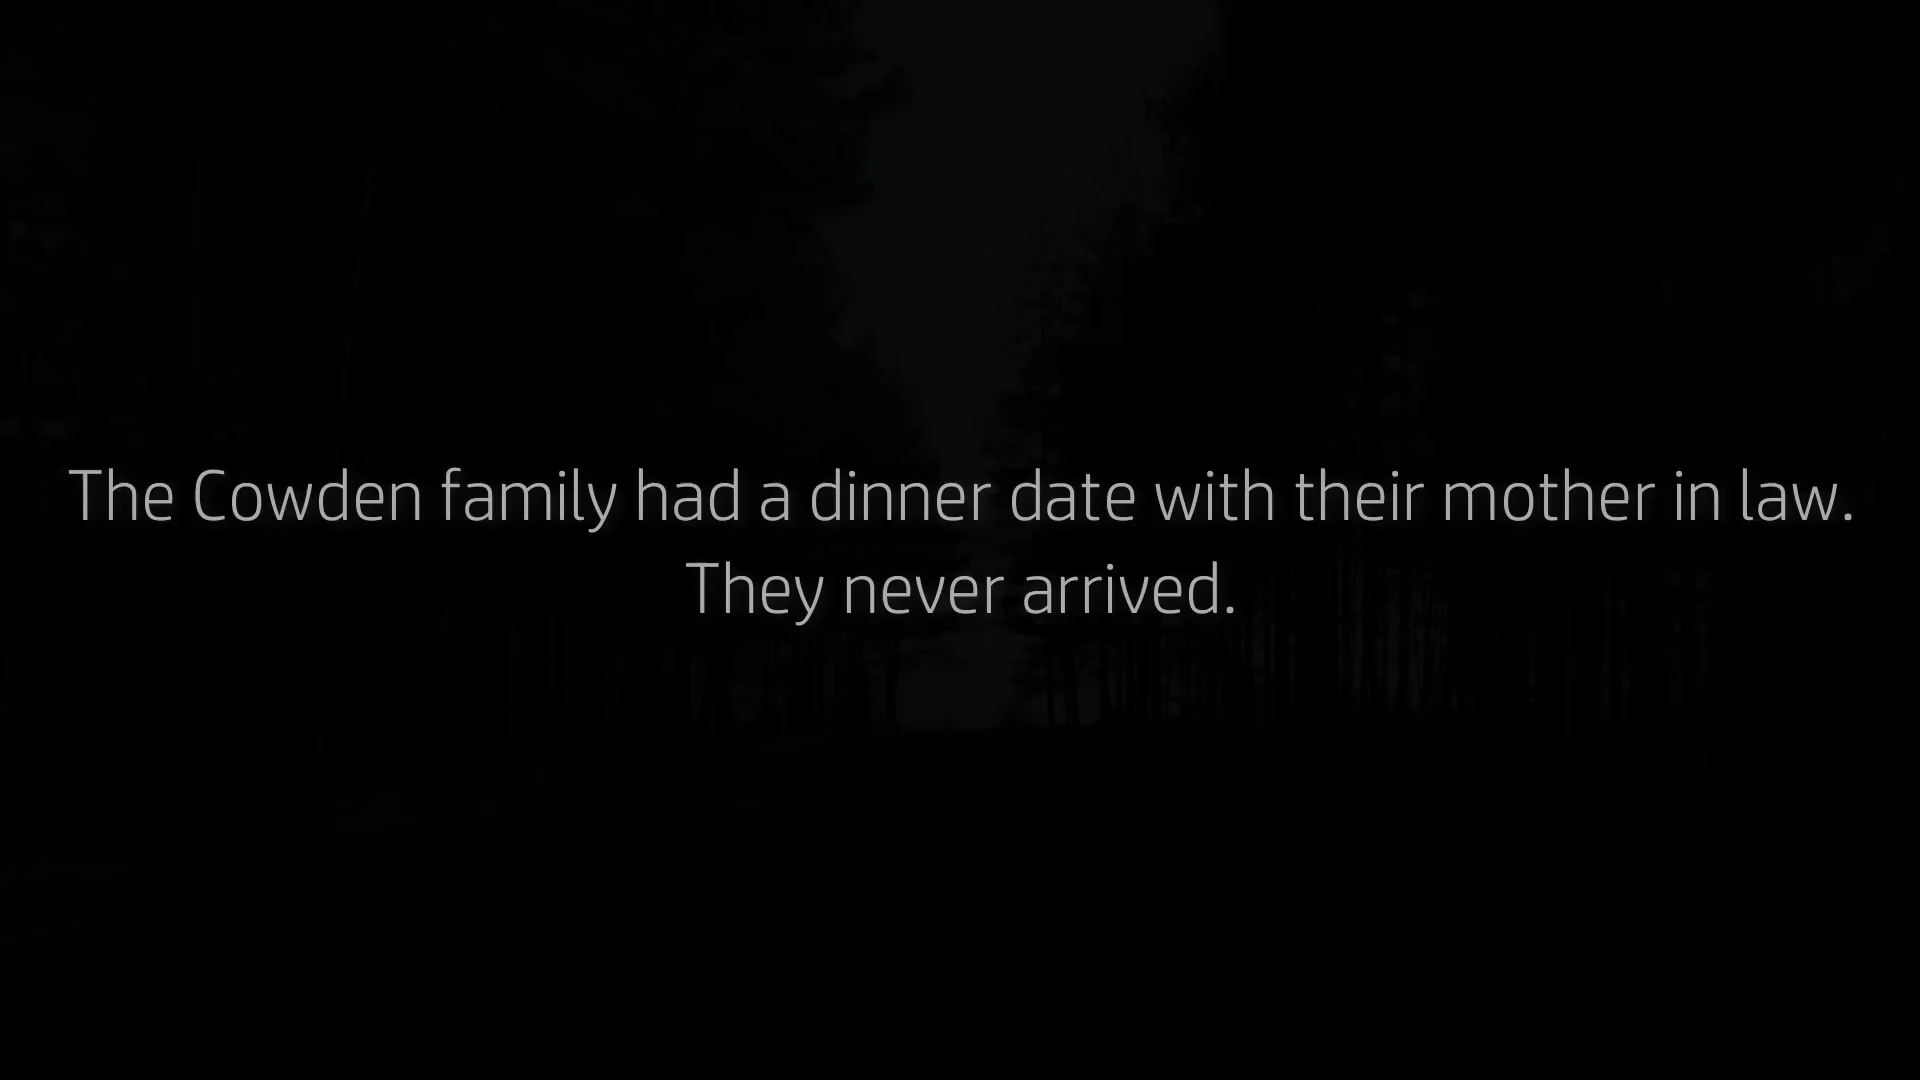 The Cowden family had a dinner date with their mother in law.
They never arrived.